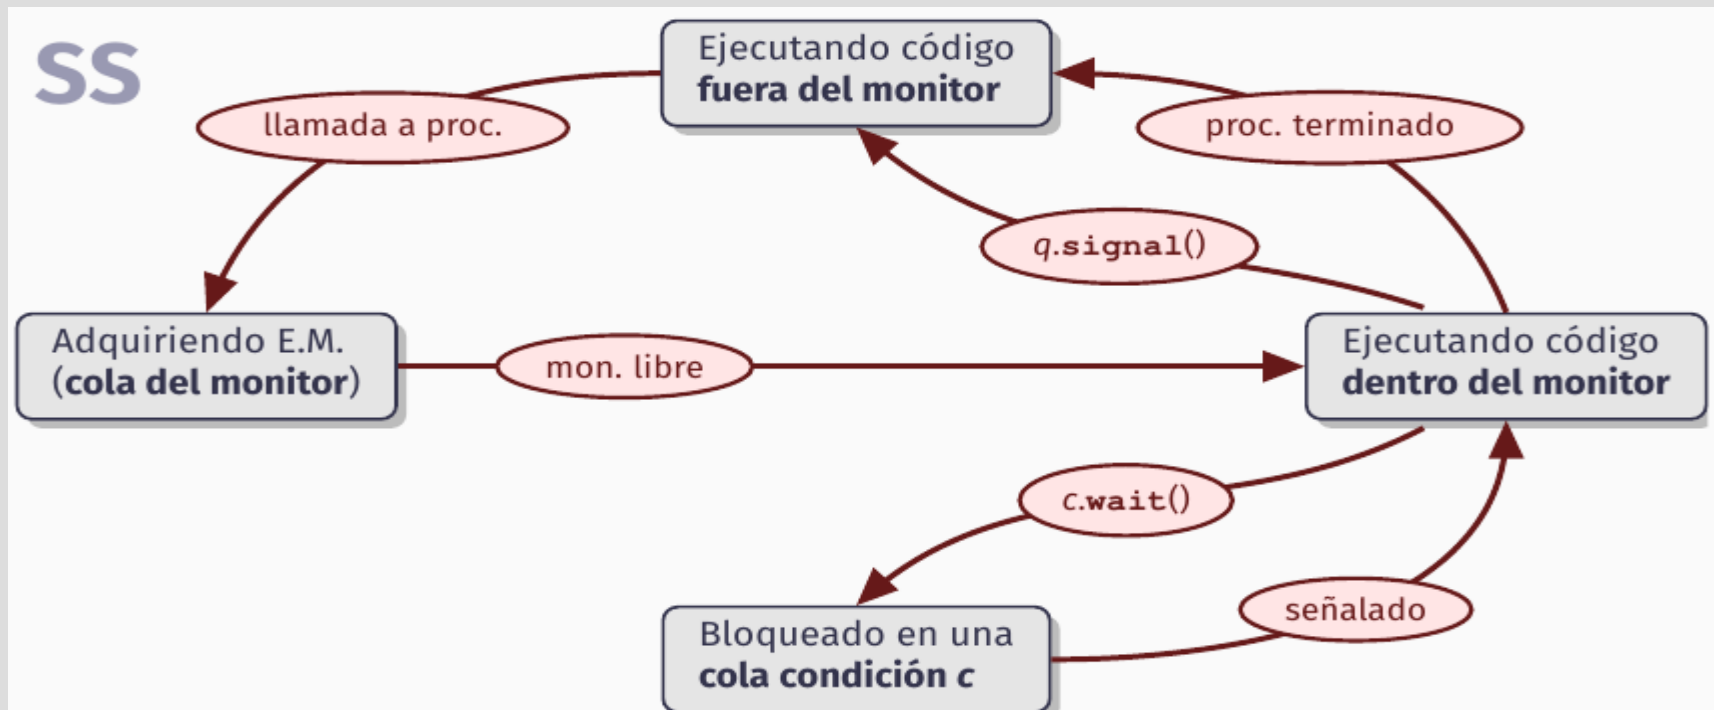 SS
Ejecutando código
fuera del monitor
llamada a proc.
proc. terminado
q.signal()
Adquiriendo E.M.
(cola del monitor)
mon. libre
Ejecutando código
dentro del monitor
c.wait()
señalado
Bloqueado en una
cola condición c